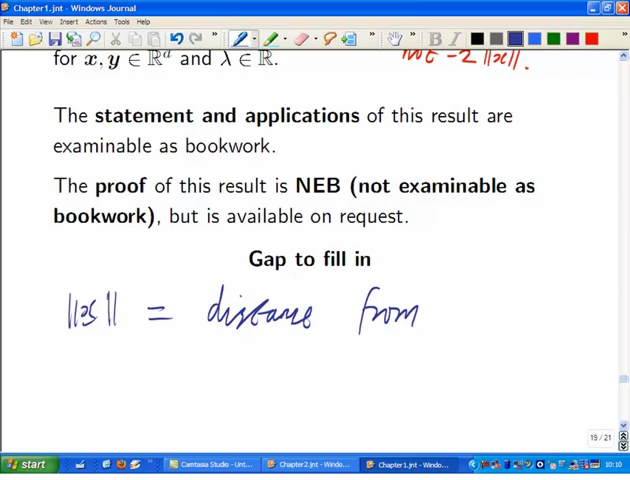 Chapter1.jnt - Windows Journal
File Edit View Insert Actions Tools Help
B I
for x, y ∈ ℝᵈ and λ ∈ ℝ.
not -2 ||x||.
The statement and applications of this result are
examinable as bookwork.
The proof of this result is NEB (not examinable as
bookwork), but is available on request.
Gap to fill in
||x|| = distance from
19 / 21
start
Camtasia Studio - Unt...
Chapter2.jnt - Windo...
Chapter1.jnt - Windo...
10:10